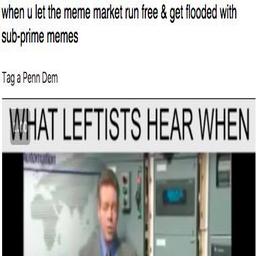 when u let the meme market run free & get flooded with
sub-prime memes
Tag a Penn Dem
WHAT LEFTISTS HEAR WHEN
Automation